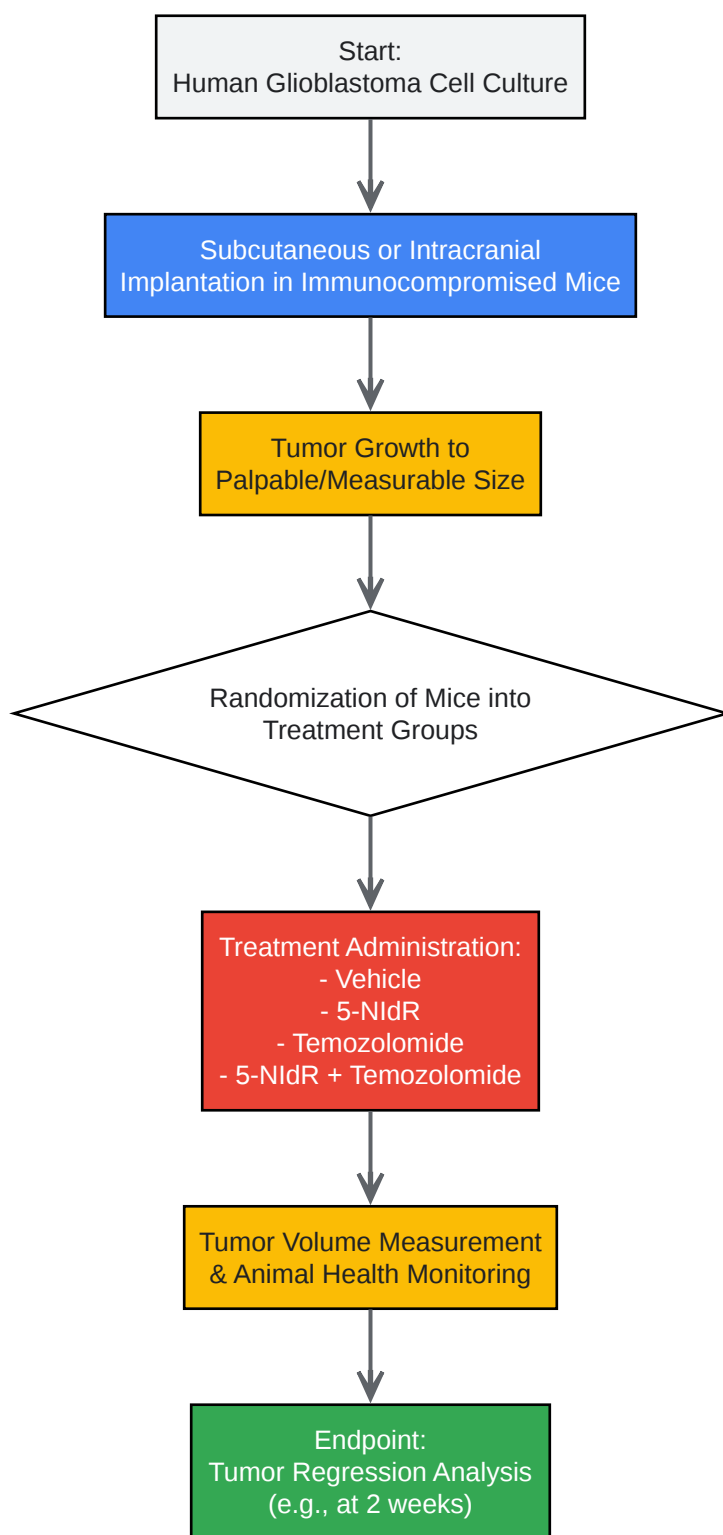 Start:
Human Glioblastoma Cell Culture
Subcutaneous or Intracranial
Implantation in Immunocompromised Mice
Tumor Growth to
Palpable/Measurable Size
Randomization of Mice into
Treatment Groups
Treatment Administration:
- Vehicle
- 5-NIdR
- Temozolomide
- 5-NIdR + Temozolomide
Tumor Volume Measurement
& Animal Health Monitoring
Endpoint:
Tumor Regression Analysis
(e.g., at 2 weeks)